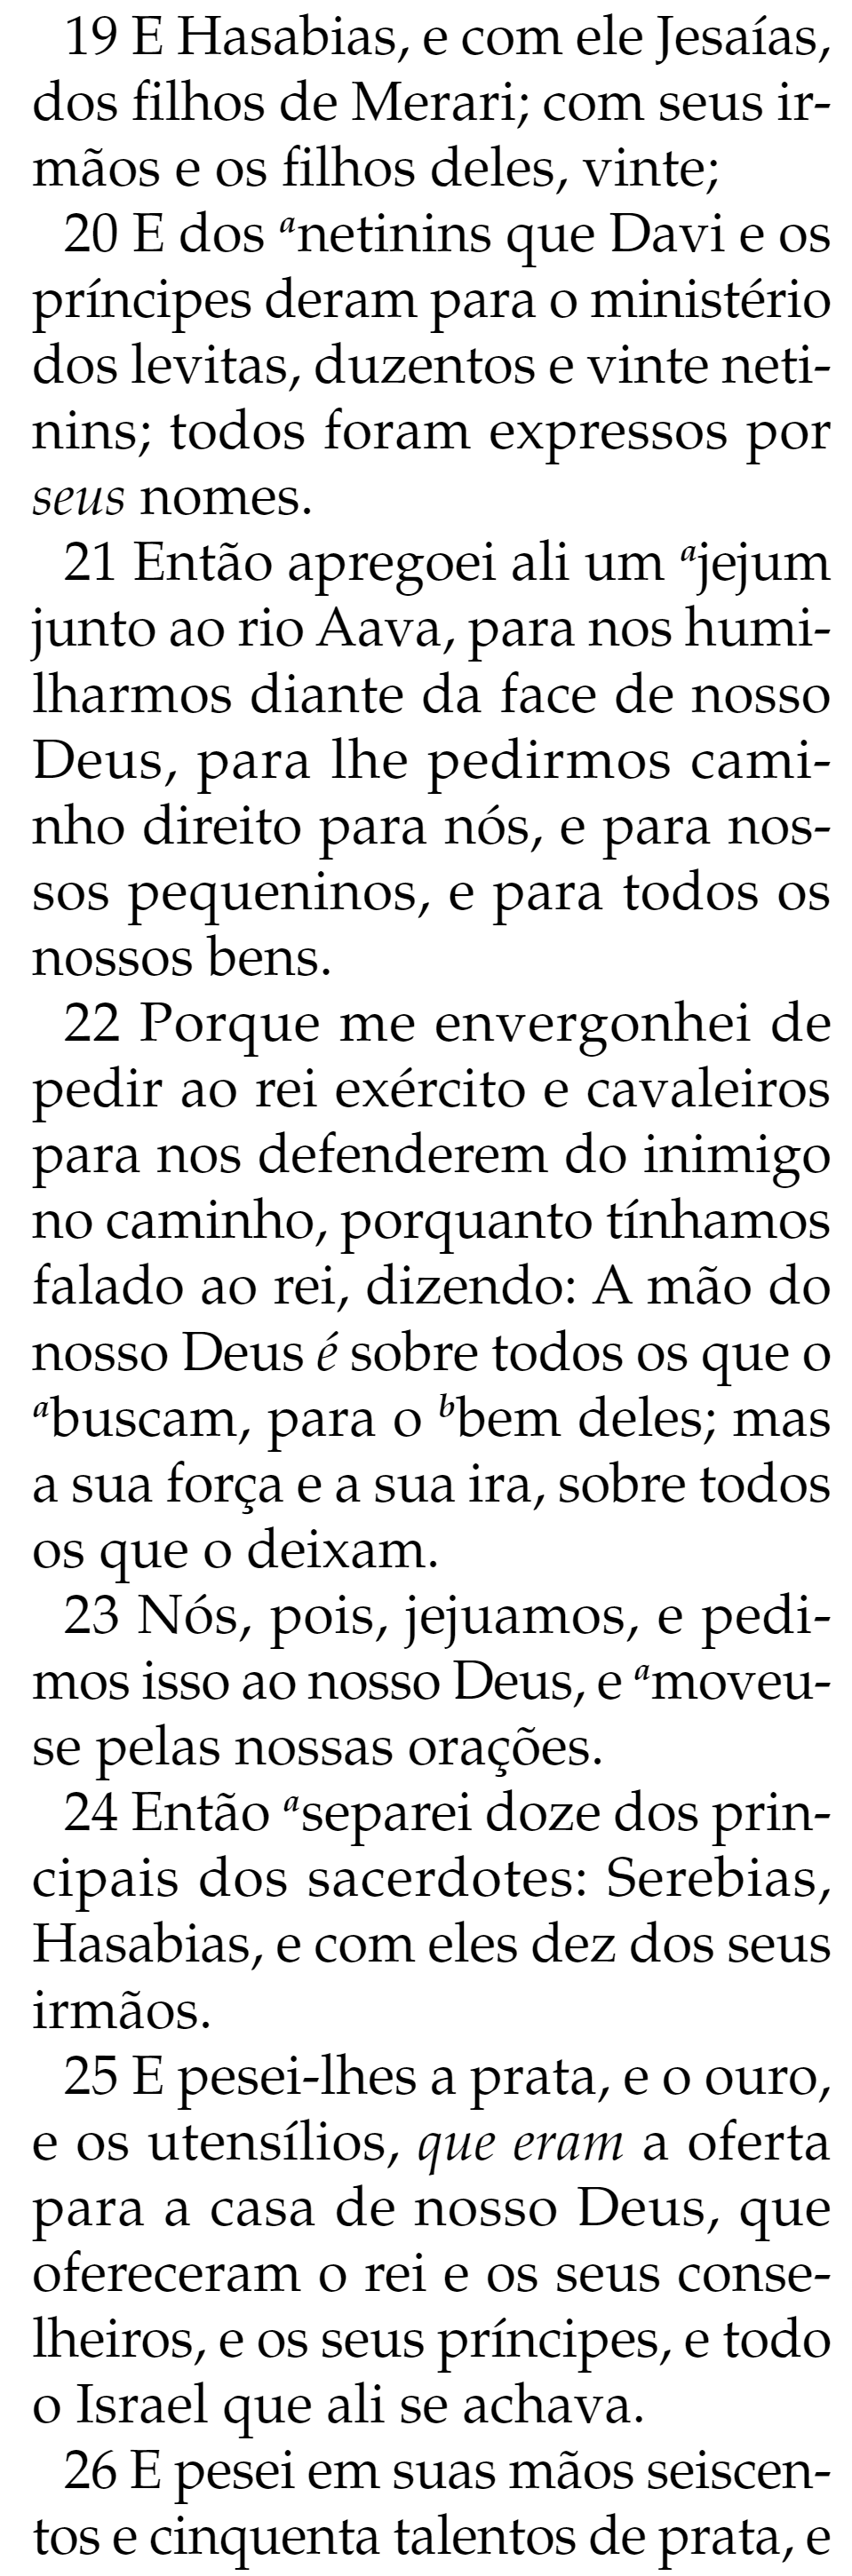 19 E Hasabias, e com ele Jesaías,
dos filhos de Merari; com seus ir-
mãos e os filhos deles, vinte;
20 E dos ᵃnetinins que Davi e os
príncipes deram para o ministério
dos levitas, duzentos e vinte neti-
nins; todos foram expressos por
seus nomes.
21 Então apregoei ali um ᵃjejum
junto ao rio Aava, para nos humi-
lharmos diante da face de nosso
Deus, para lhe pedirmos cami-
nho direito para nós, e para nos-
sos pequeninos, e para todos os
nossos bens.
22 Porque me envergonhei de
pedir ao rei exército e cavaleiros
para nos defenderem do inimigo
no caminho, porquanto tínhamos
falado ao rei, dizendo: A mão do
nosso Deus é sobre todos os que o
ᵃbuscam, para o ᵇbem deles; mas
a sua força e a sua ira, sobre todos
os que o deixam.
23 Nós, pois, jejuamos, e pedi-
mos isso ao nosso Deus, e ᵃmoveu-
se pelas nossas orações.
24 Então ᵃseparei doze dos prin-
cipais dos sacerdotes: Serebias,
Hasabias, e com eles dez dos seus
irmãos.
25 E pesei-lhes a prata, e o ouro,
e os utensílios, que eram a oferta
para a casa de nosso Deus, que
ofereceram o rei e os seus conse-
lheiros, e os seus príncipes, e todo
o Israel que ali se achava.
26 E pesei em suas mãos seiscen-
tos e cinquenta talentos de prata, e